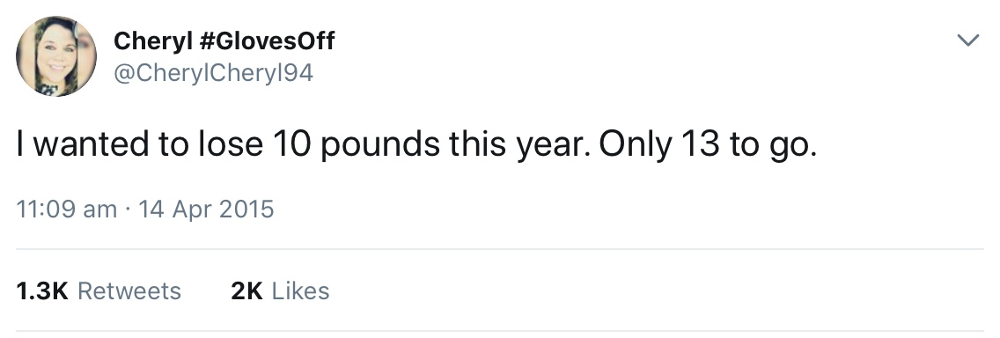 Cheryl #GlovesOff
@CherylCheryl94
I wanted to lose 10 pounds this year. Only 13 to go.
11:09 am · 14 Apr 2015
1.3K Retweets 2K Likes